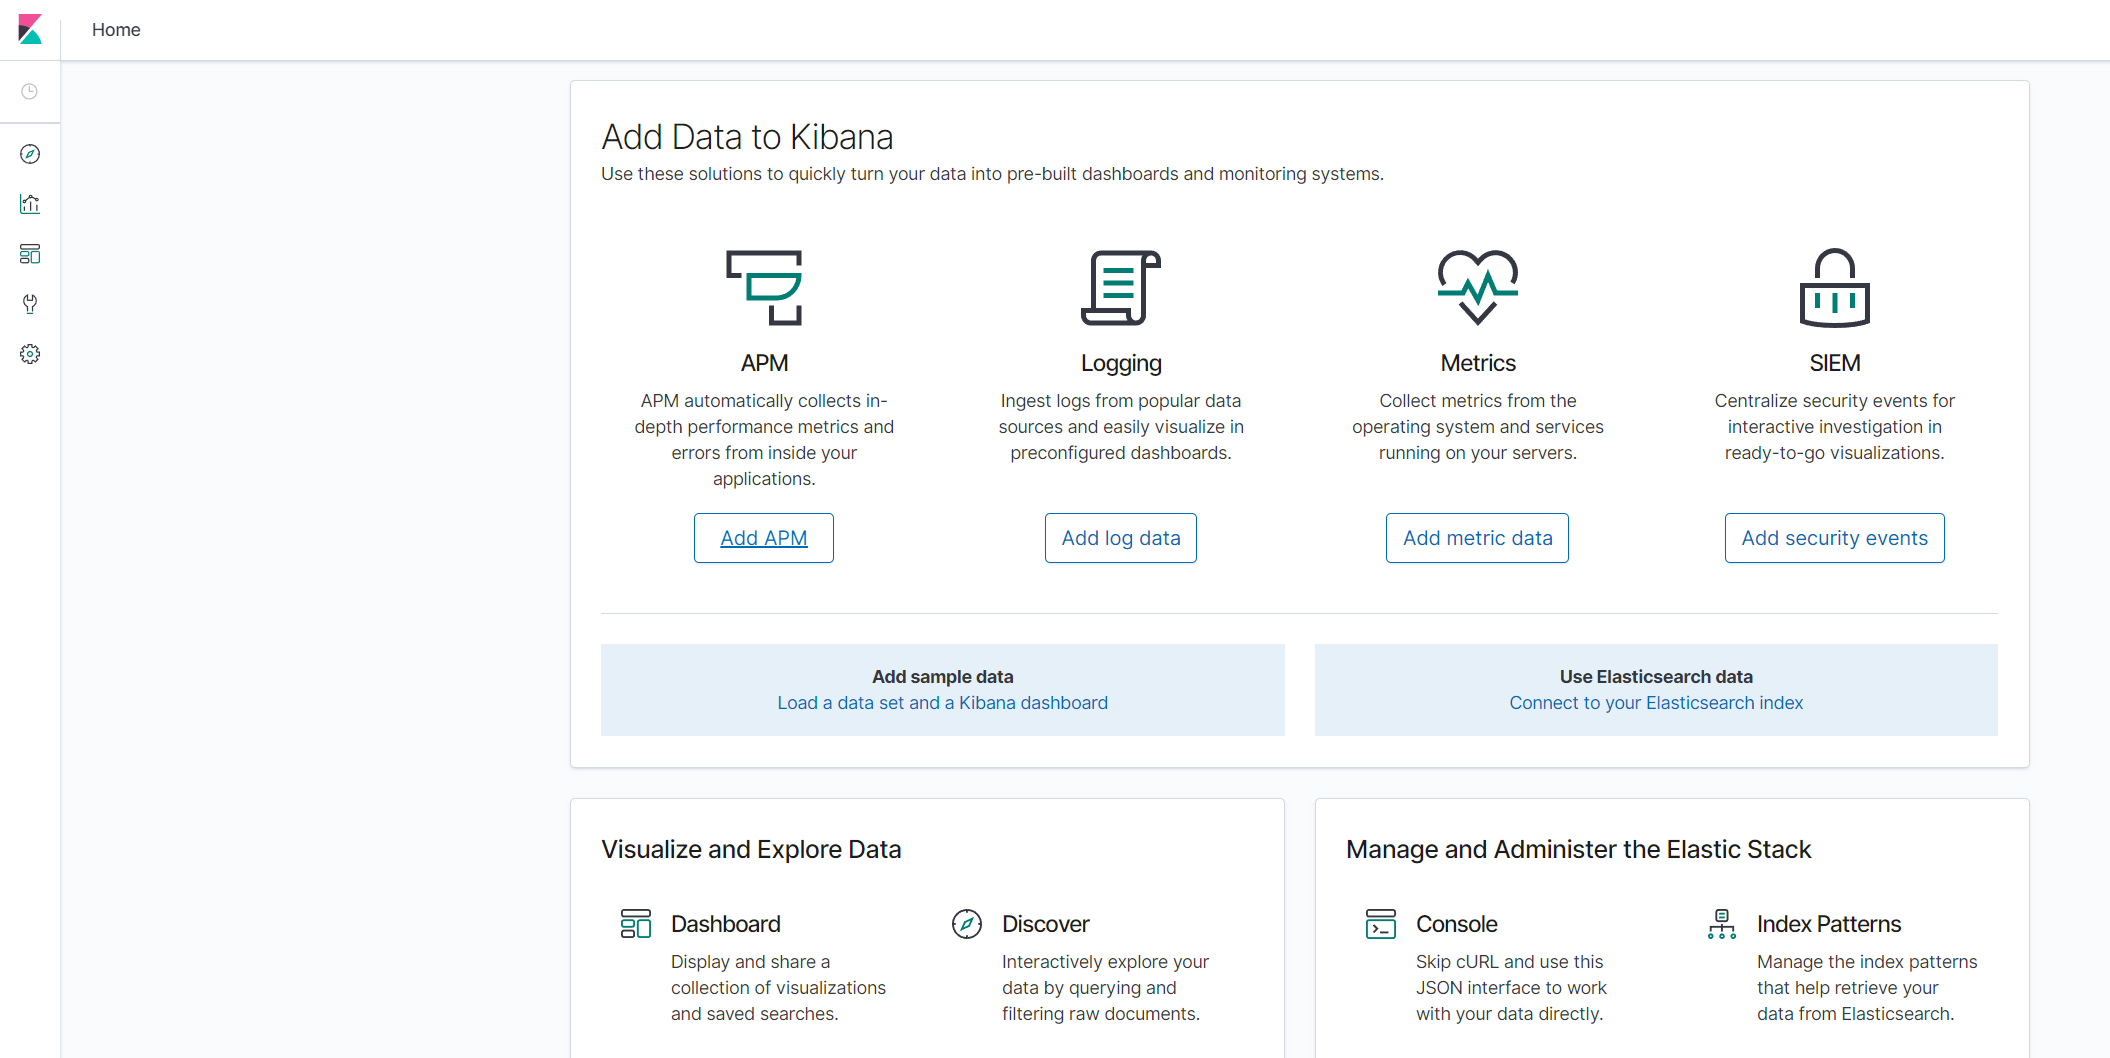 Home
Add Data to Kibana
Use these solutions to quickly turn your data into pre-built dashboards and monitoring systems.
APM
APM automatically collects in-
depth performance metrics and
errors from inside your
applications.
Add APM
Logging
Ingest logs from popular data
sources and easily visualize in
preconfigured dashboards.
Add log data
Metrics
Collect metrics from the
operating system and services
running on your servers.
Add metric data
SIEM
Centralize security events for
interactive investigation in
ready-to-go visualizations.
Add security events
Add sample data
Load a data set and a Kibana dashboard
Use Elasticsearch data
Connect to your Elasticsearch index
Visualize and Explore Data
Dashboard
Display and share a
collection of visualizations
and saved searches.
Discover
Interactively explore your
data by querying and
filtering raw documents.
Manage and Administer the Elastic Stack
Console
Skip cURL and use this
JSON interface to work
with your data directly.
Index Patterns
Manage the index patterns
that help retrieve your
data from Elasticsearch.